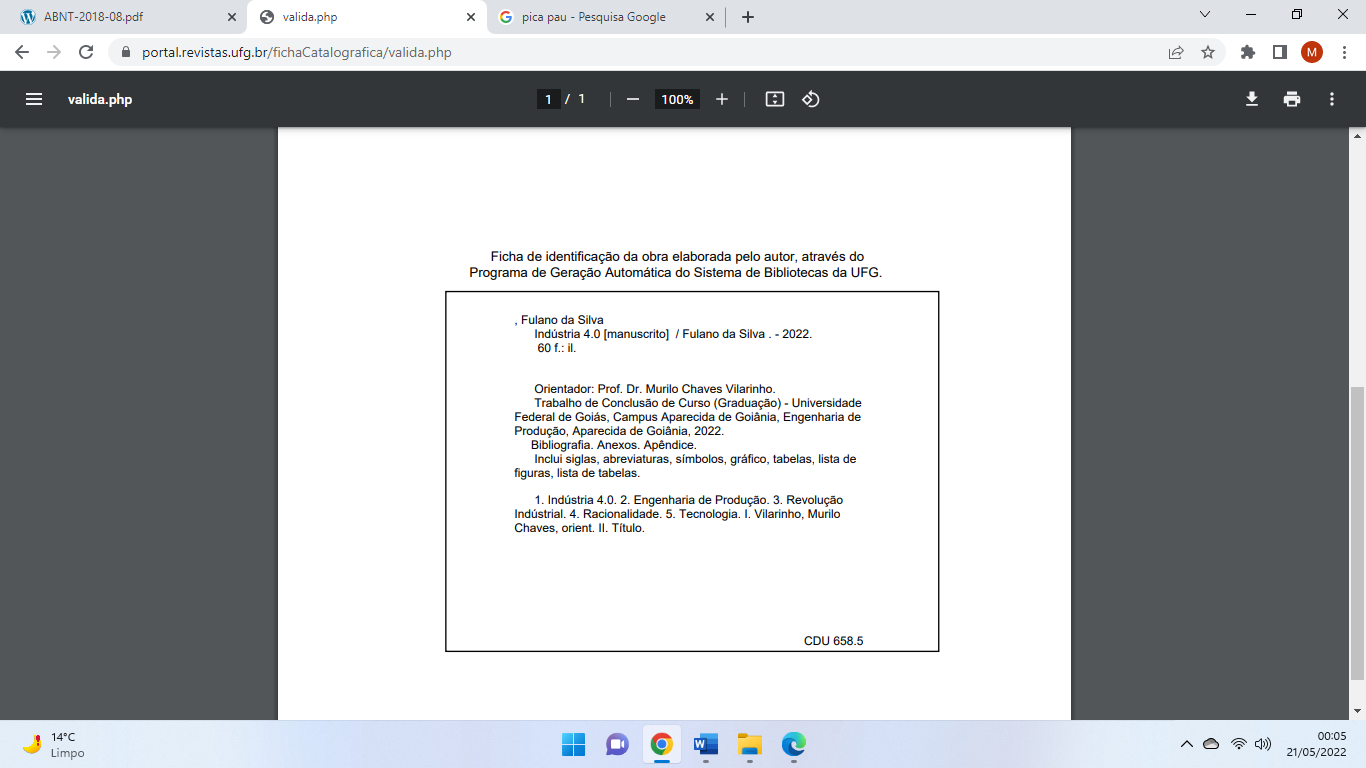 ABNT-2018-08.pdf
valida.php
pica pau - Pesquisa Google
portal.revistas.ufg.br/fichaCatalografica/valida.php
M
valida.php
1 / 1
100%
Ficha de identificação da obra elaborada pelo autor, através do
Programa de Geração Automática do Sistema de Bibliotecas da UFG.
, Fulano da Silva
Indústria 4.0 [manuscrito] / Fulano da Silva . - 2022.
60 f.: il.
Orientador: Prof. Dr. Murilo Chaves Vilarinho.
Trabalho de Conclusão de Curso (Graduação) - Universidade
Federal de Goiás, Campus Aparecida de Goiânia, Engenharia de
Produção, Aparecida de Goiânia, 2022.
Bibliografia. Anexos. Apêndice.
Inclui siglas, abreviaturas, símbolos, gráfico, tabelas, lista de
figuras, lista de tabelas.
1. Indústria 4.0. 2. Engenharia de Produção. 3. Revolução
Indústrial. 4. Racionalidade. 5. Tecnologia. I. Vilarinho, Murilo
Chaves, orient. II. Título.
CDU 658.5
14°C
Limpo
W
00:05
21/05/2022